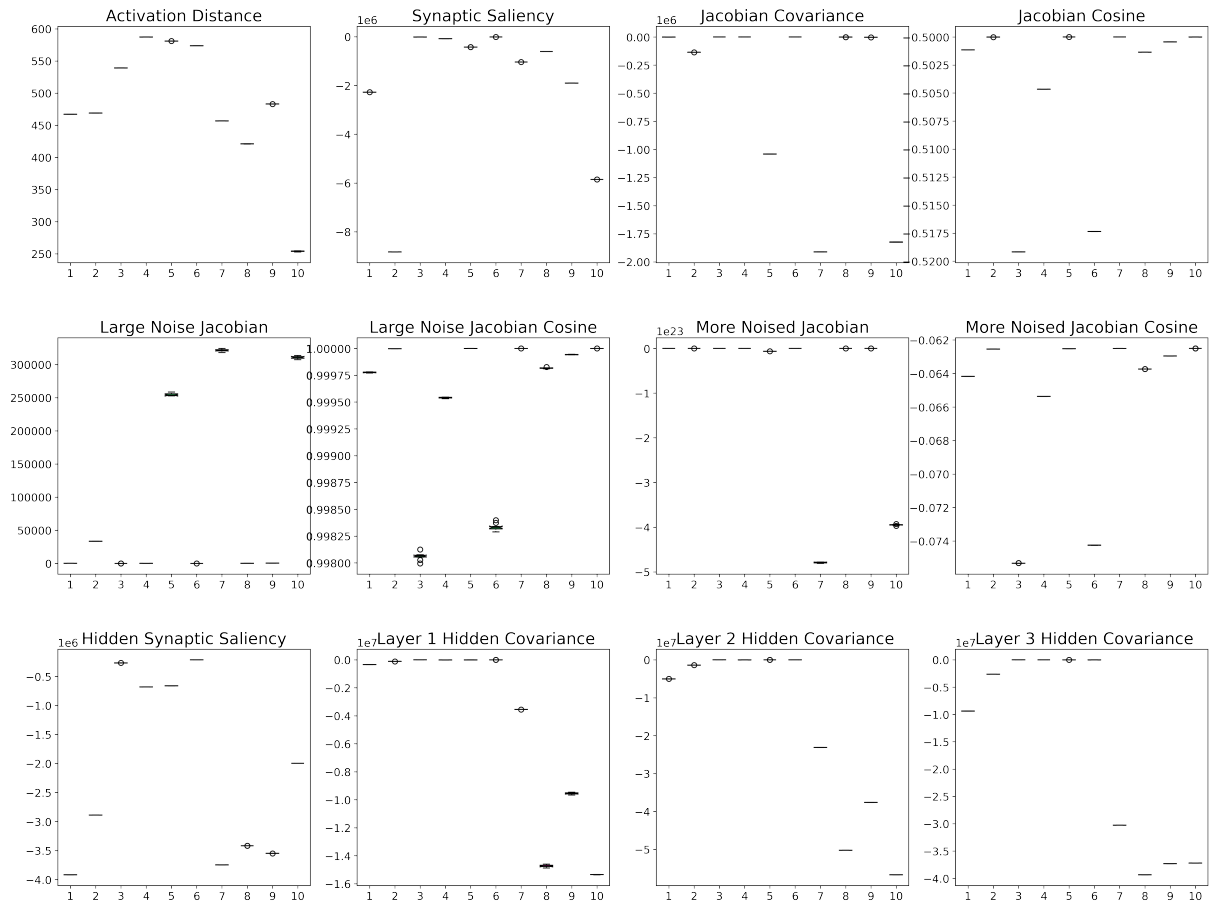 Activation Distance
600
550
500
450
400
350
300
250
1 2 3 4 5 6 7 8 9 10
Synaptic Saliency
1e6
0
−2
−4
−6
−8
1 2 3 4 5 6 7 8 9 10
Jacobian Covariance
1e6
0.00
−0.25
−0.50
−0.75
−1.00
−1.25
−1.50
−1.75
−2.00
1 2 3 4 5 6 7 8 9 10
Jacobian Cosine
−0.5000
−0.5025
−0.5050
−0.5075
−0.5100
−0.5125
−0.5150
−0.5175
−0.5200
1 2 3 4 5 6 7 8 9 10
Large Noise Jacobian
300000
250000
200000
150000
100000
50000
0
1 2 3 4 5 6 7 8 9 10
Large Noise Jacobian Cosine
1.00000
0.99975
0.99950
0.99925
0.99900
0.99875
0.99850
0.99825
0.99800
1 2 3 4 5 6 7 8 9 10
More Noised Jacobian
1e23
0
−1
−2
−3
−4
−5
1 2 3 4 5 6 7 8 9 10
More Noised Jacobian Cosine
−0.062
−0.064
−0.066
−0.068
−0.070
−0.072
−0.074
1 2 3 4 5 6 7 8 9 10
Hidden Synaptic Saliency
1e6
−0.5
−1.0
−1.5
−2.0
−2.5
−3.0
−3.5
−4.0
1 2 3 4 5 6 7 8 9 10
Layer 1 Hidden Covariance
1e7
0.0
−0.2
−0.4
−0.6
−0.8
−1.0
−1.2
−1.4
−1.6
1 2 3 4 5 6 7 8 9 10
Layer 2 Hidden Covariance
1e7
0
−1
−2
−3
−4
−5
1 2 3 4 5 6 7 8 9 10
Layer 3 Hidden Covariance
1e7
0.0
−0.5
−1.0
−1.5
−2.0
−2.5
−3.0
−3.5
−4.0
1 2 3 4 5 6 7 8 9 10